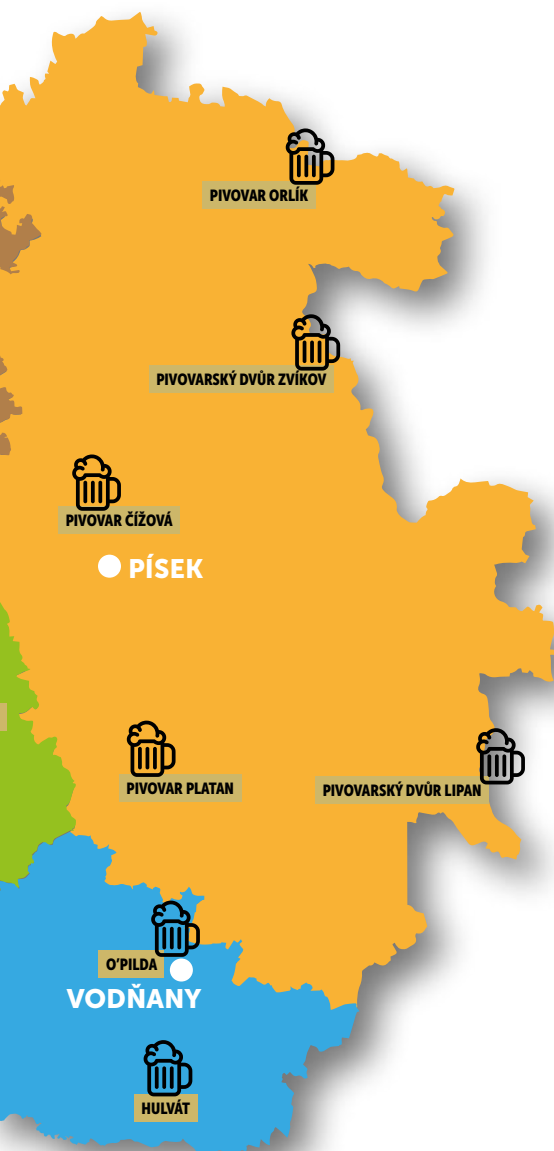 PIVOVAR ORLÍK
PIVOVARSKÝ DVŮR ZVÍKOV
PIVOVAR ČÍŽOVÁ
PÍSEK
PIVOVAR PLATAN
PIVOVARSKÝ DVŮR LIPAN
O'PILDA
VODŇANY
HULVÁT